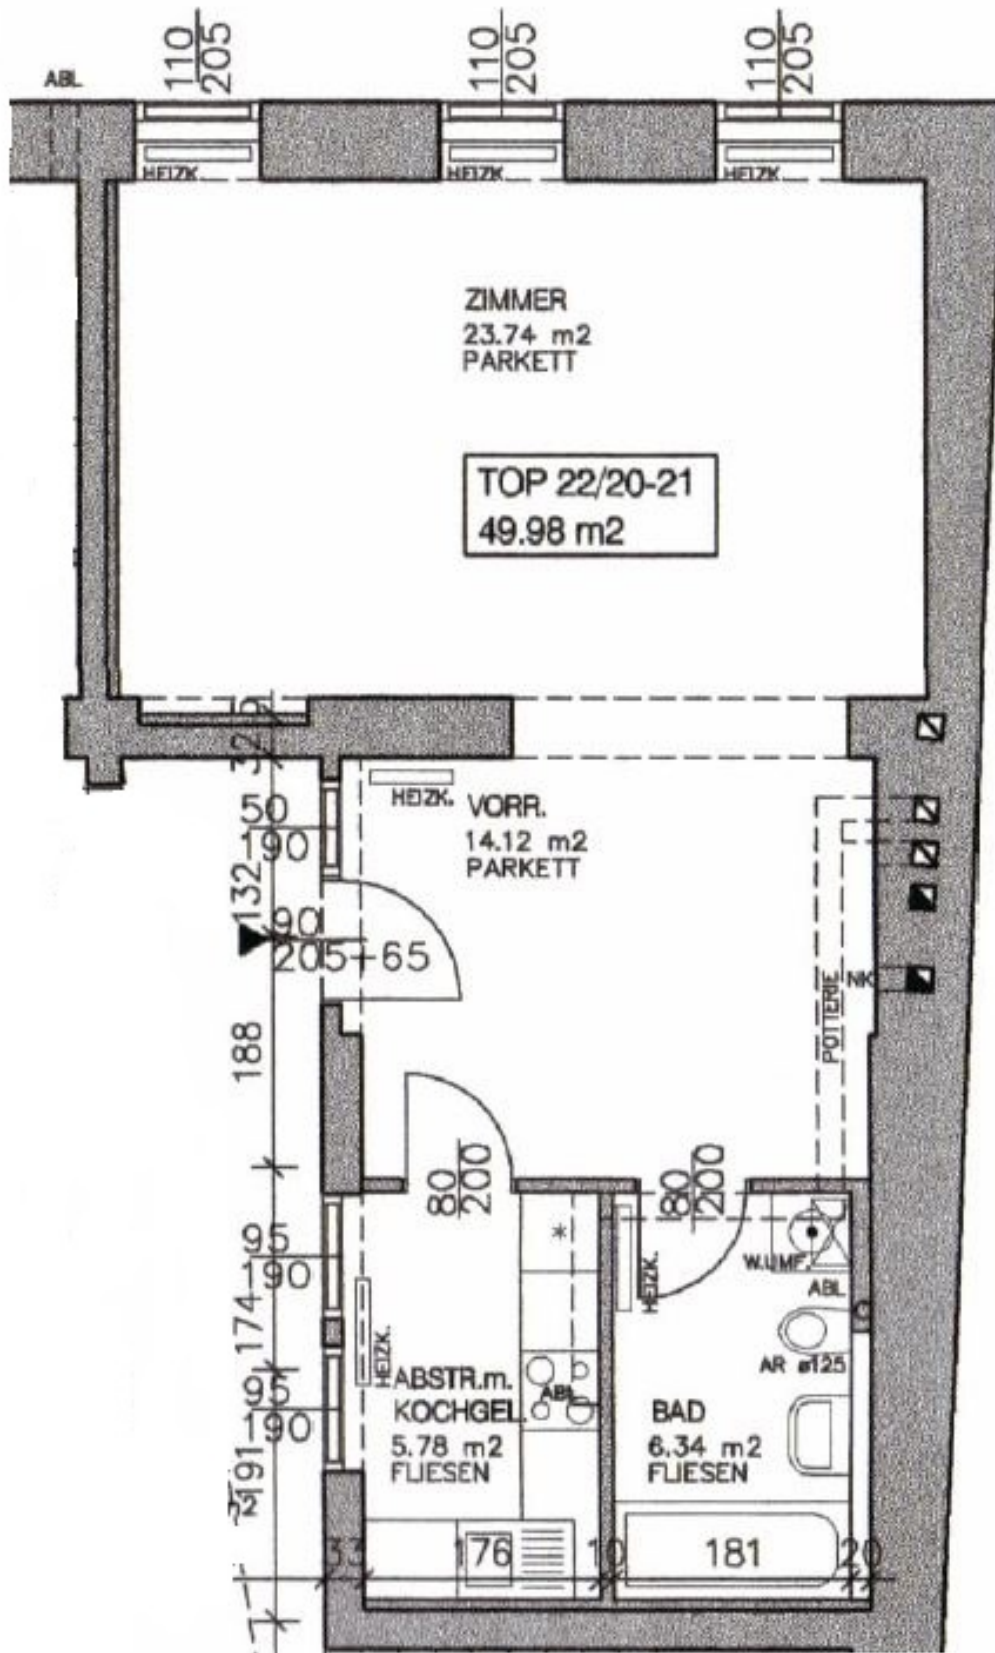 110
205
110
205
110
205
ABL
HEIZK.
HEIZK.
HEIZK.
ZIMMER
23.74 m2
PARKETT
TOP 22/20-21
49.98 m2
HEIZK.
VORR.
14.12 m2
PARKETT
50
90
132
90
205+65
188
POTTERIE
NK
80
200
80
200
W.UMF.
ABL
HEIZK.
AR ø125
95
90
174
HEIZK.
ABSTR.m.
KOCHGEL.
5.78 m2
FLIESEN
ABL
BAD
6.34 m2
FLIESEN
95
90
191
33
176
10
181
20